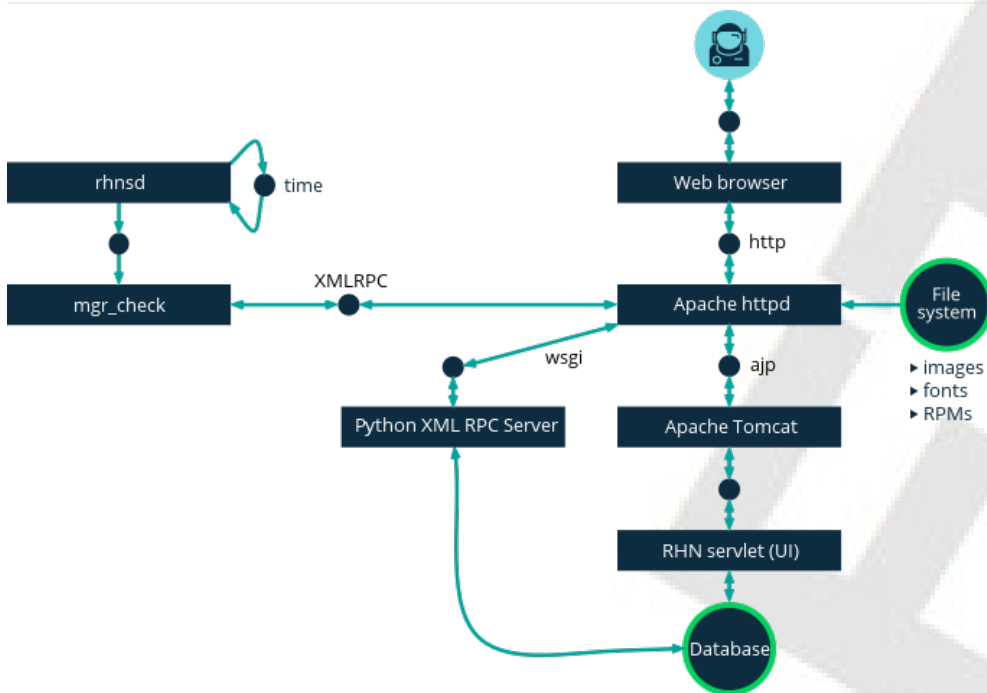 rhnsd
time
Web browser
http
XMLRPC
mgr_check
Apache httpd
File
system
wsgi
ajp
▸ images
▸ fonts
▸ RPMs
Python XML RPC Server
Apache Tomcat
RHN servlet (UI)
Database